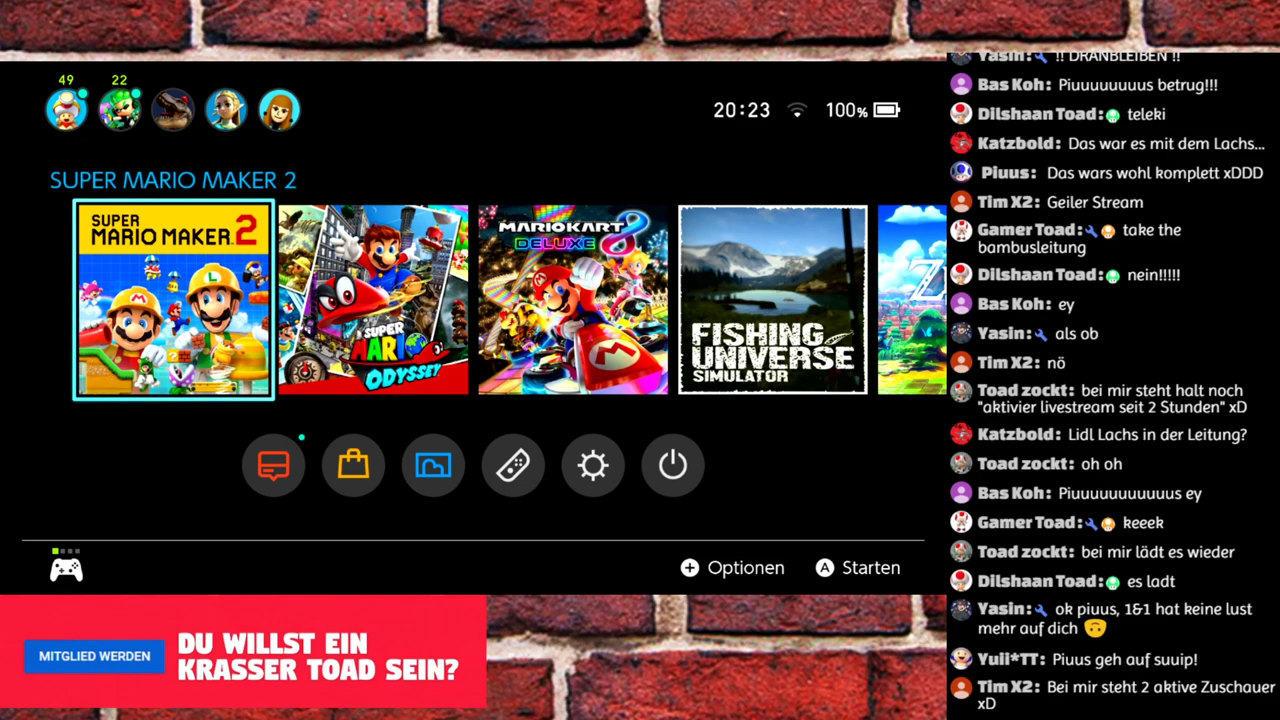 49
22
20:23
100%
SUPER MARIO MAKER 2
SUPER
MARIO MAKER 2
SUPER
MARIO
ODYSSEY
MARIOKART 8
DELUXE
FISHING
UNIVERSE
SIMULATOR
Z
Optionen
A Starten
MITGLIED WERDEN
DU WILLST EIN
KRASSER TOAD SEIN?
Yasin: !! DRANBLEIBEN !!
Bas Koh: Piuuuuuuuus betrug!!!
Dilshaan Toad: teleki
Katzbold: Das war es mit dem Lachs...
Piuus: Das wars wohl komplett xDDD
Tim X2: Geiler Stream
Gamer Toad: take the
bambusleitung
Dilshaan Toad: nein!!!!!
Bas Koh: ey
Yasin: als ob
Tim X2: nö
Toad zockt: bei mir steht halt noch
"aktivier livestream seit 2 Stunden" xD
Katzbold: Lidl Lachs in der Leitung?
Toad zockt: oh oh
Bas Koh: Piuuuuuuuuuuus ey
Gamer Toad: keeek
Toad zockt: bei mir lädt es wieder
Dilshaan Toad: es ladt
Yasin: ok piuus, 1&1 hat keine lust
mehr auf dich 🙃
Yuii*TT: Piuus geh auf suuip!
Tim X2: Bei mir steht 2 aktive Zuschauer
xD